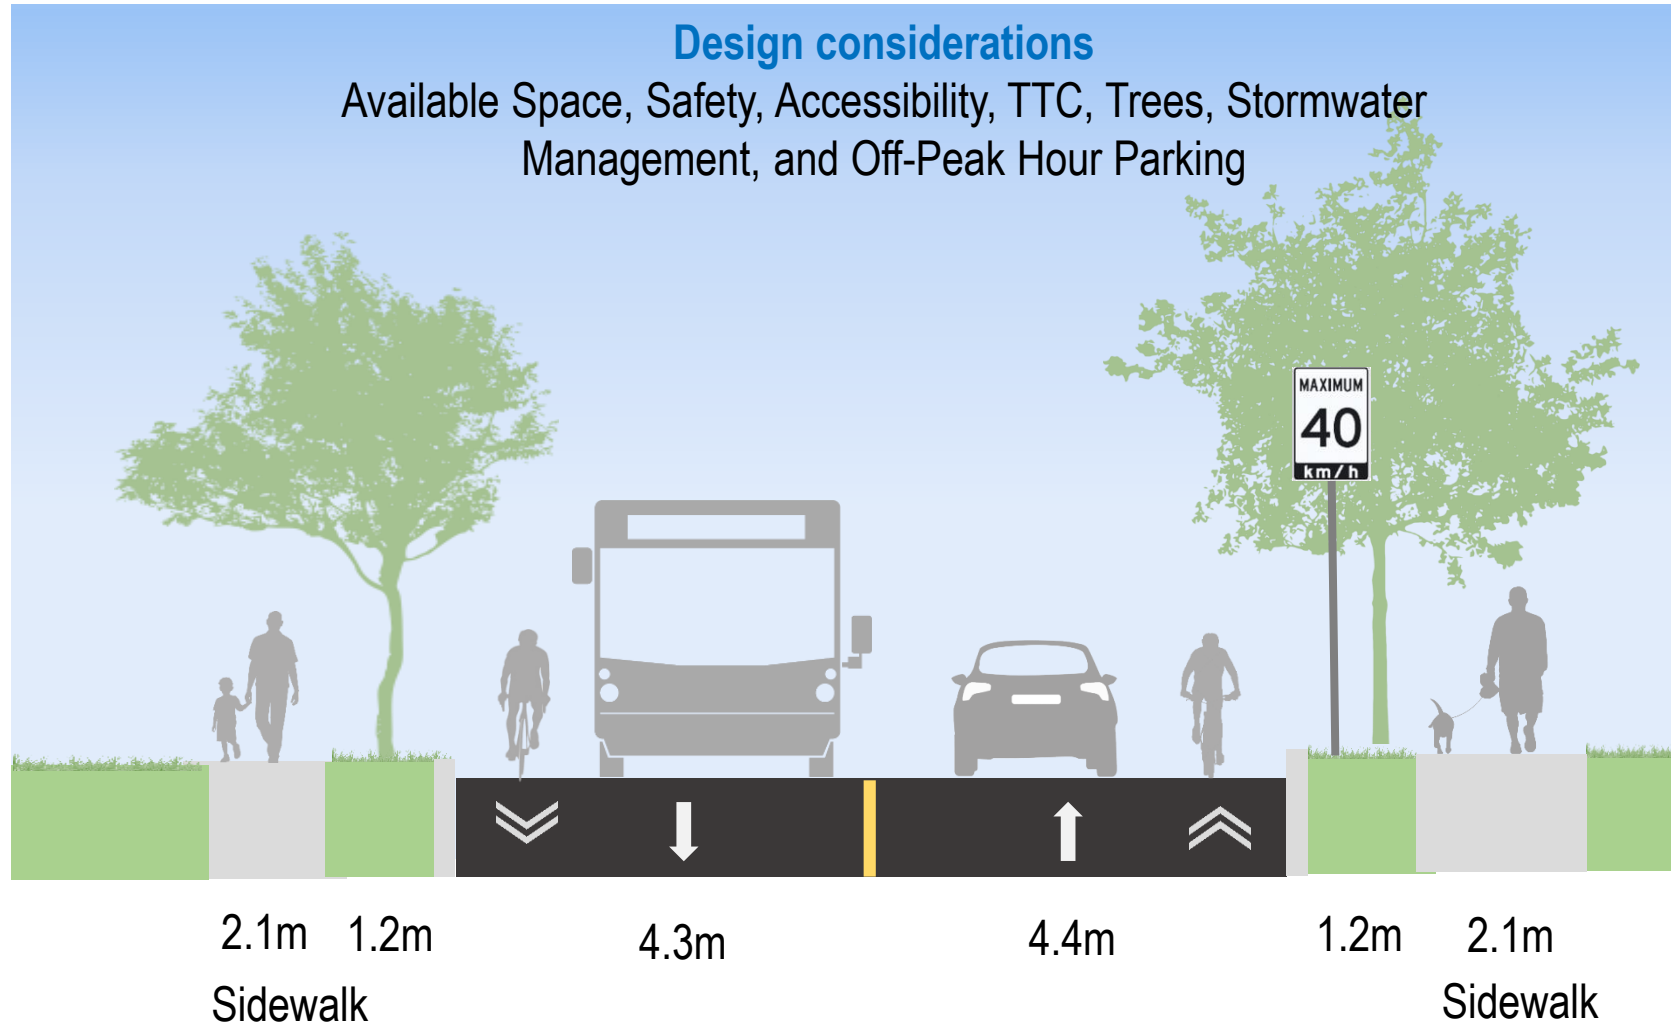 Design considerations
Available Space, Safety, Accessibility, TTC, Trees, Stormwater
Management, and Off-Peak Hour Parking
MAXIMUM
40
km/h
2.1m 1.2m 4.3m 4.4m 1.2m 2.1m
Sidewalk Sidewalk